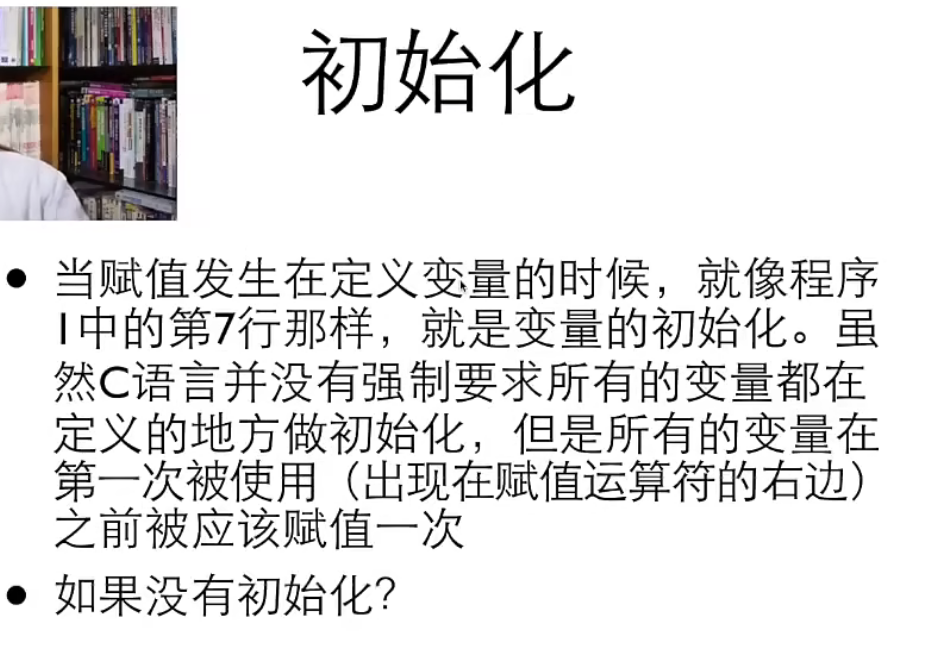 初始化
• 当赋值发生在定义变量的时候，就像程序
1中的第7行那样，就是变量的初始化。虽
然C语言并没有强制要求所有的变量都在
定义的地方做初始化，但是所有的变量在
第一次被使用（出现在赋值运算符的右边）
之前被应该赋值一次
• 如果没有初始化？